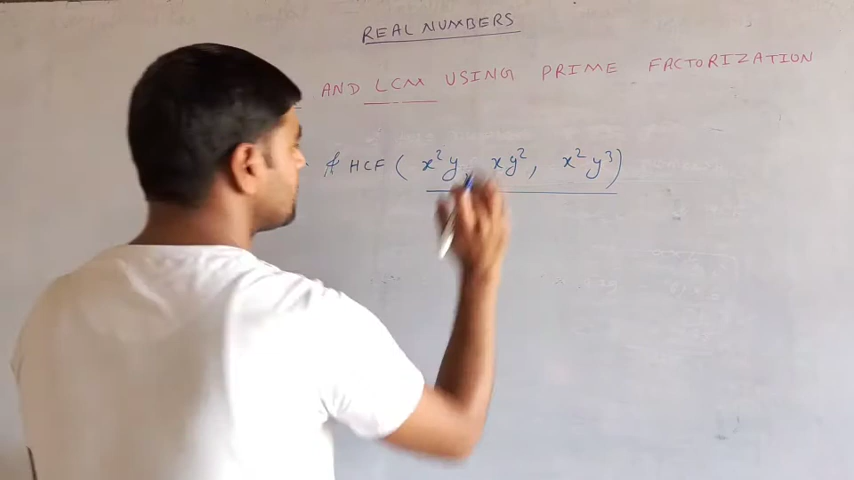 REAL NUMBERS
AND LCM USING PRIME FACTORIZATION
& HCF ( x²y, xy², x²y³)